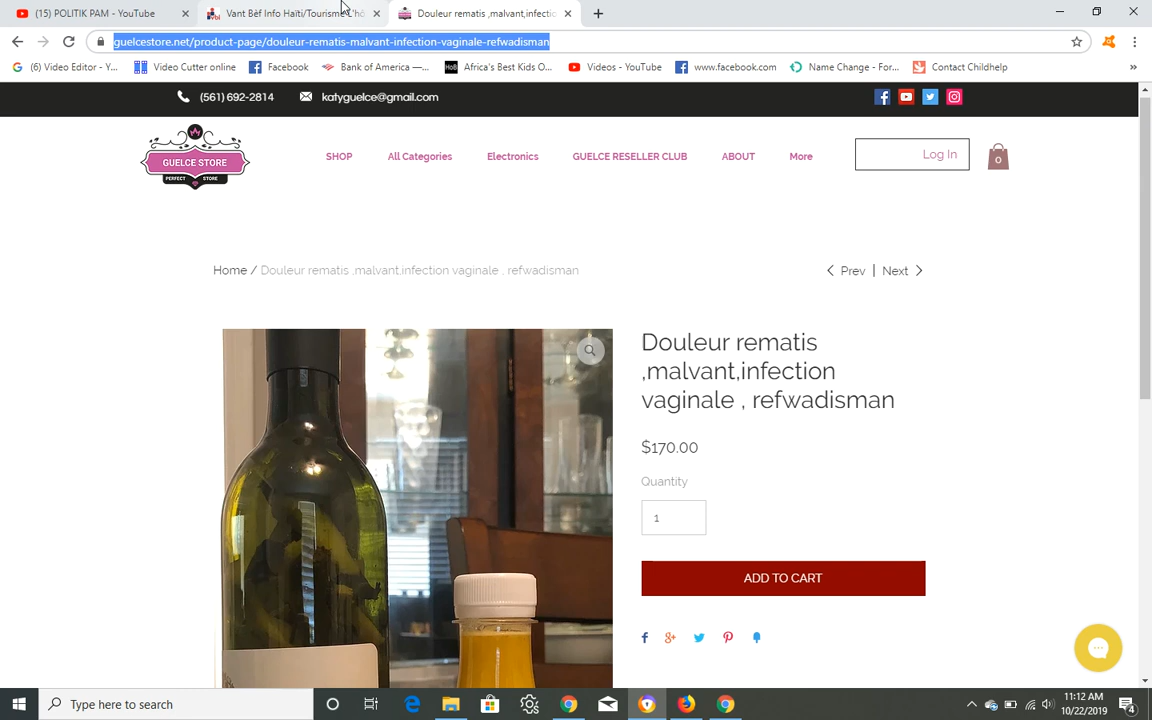 (15) POLITIK PAM - YouTube
Vant Bèf Info Haïti/Tourisme
Douleur rematis ,malvant,infectio
guelcestore.net/product-page/douleur-rematis-malvant-infection-vaginale-refwadisman
(6) Video Editor - Y...
Video Cutter online
Facebook
Bank of America —...
HoB
Africa's Best Kids O...
Videos - YouTube
www.facebook.com
Name Change - For...
Contact Childhelp
»
(561) 692-2814
katyguelce@gmail.com
GUELCE STORE
PERFECT STORE
SHOP
All Categories
Electronics
GUELCE RESELLER CLUB
ABOUT
More
Log In
0
Home / Douleur rematis ,malvant,infection vaginale , refwadisman
< Prev | Next >
Douleur rematis
,malvant,infection
vaginale , refwadisman
$170.00
Quantity
1
ADD TO CART
Type here to search
11:12 AM
10/22/2019
4